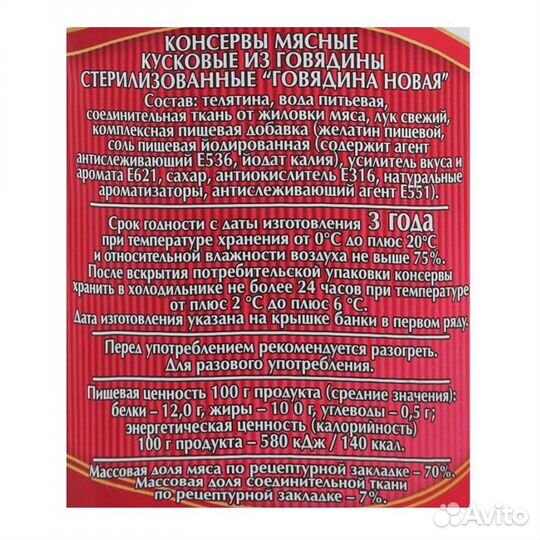 КОНСЕРВЫ МЯСНЫЕ
КУСКОВЫЕ ИЗ ГОВЯДИНЫ
СТЕРИЛИЗОВАННЫЕ "ГОВЯДИНА НОВАЯ"
Состав: телятина, вода питьевая,
соединительная ткань от жиловки мяса, лук свежий,
комплексная пищевая добавка (желатин пищевой,
соль пищевая йодированная (содержит агент
антислеживающий Е536, йодат калия), усилитель вкуса и
аромата Е621, сахар, антиокислитель Е316, натуральные
ароматизаторы, антислеживающий агент Е551).
Срок годности с даты изготовления 3 ГОДА
при температуре хранения от 0°С до плюс 20°С
и относительной влажности воздуха не выше 75%.
После вскрытия потребительской упаковки консервы
хранить в холодильнике не более 24 часов при температуре
от плюс 2 °С до плюс 6 °С.
Дата изготовления указана на крышке банки в первом ряду.
Перед употреблением рекомендуется разогреть.
Для разового употребления.
Пищевая ценность 100 г продукта (средние значения):
белки – 12,0 г, жиры – 10 0 г, углеводы – 0,5 г;
энергетическая ценность (калорийность)
100 г продукта – 580 кДж / 140 ккал.
Массовая доля мяса по рецептурной закладке – 70%.
Массовая доля соединительной ткани
по рецептурной закладке – 7%.
Avito